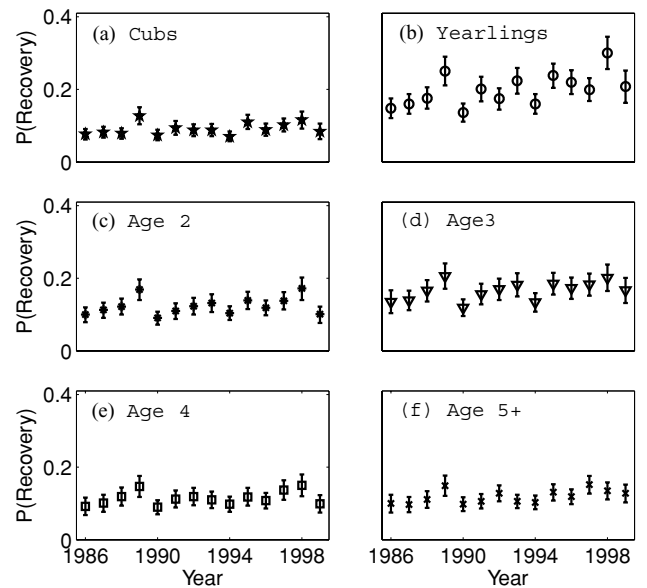 0.4
(a) Cubs
(b) Yearlings
P(Recovery)
0.2
0
0.4
(c) Age 2
(d) Age3
P(Recovery)
0.2
0
0.4
(e) Age 4
(f) Age 5+
P(Recovery)
0.2
0
1986 1990 1994 1998
1986 1990 1994 1998
Year
Year